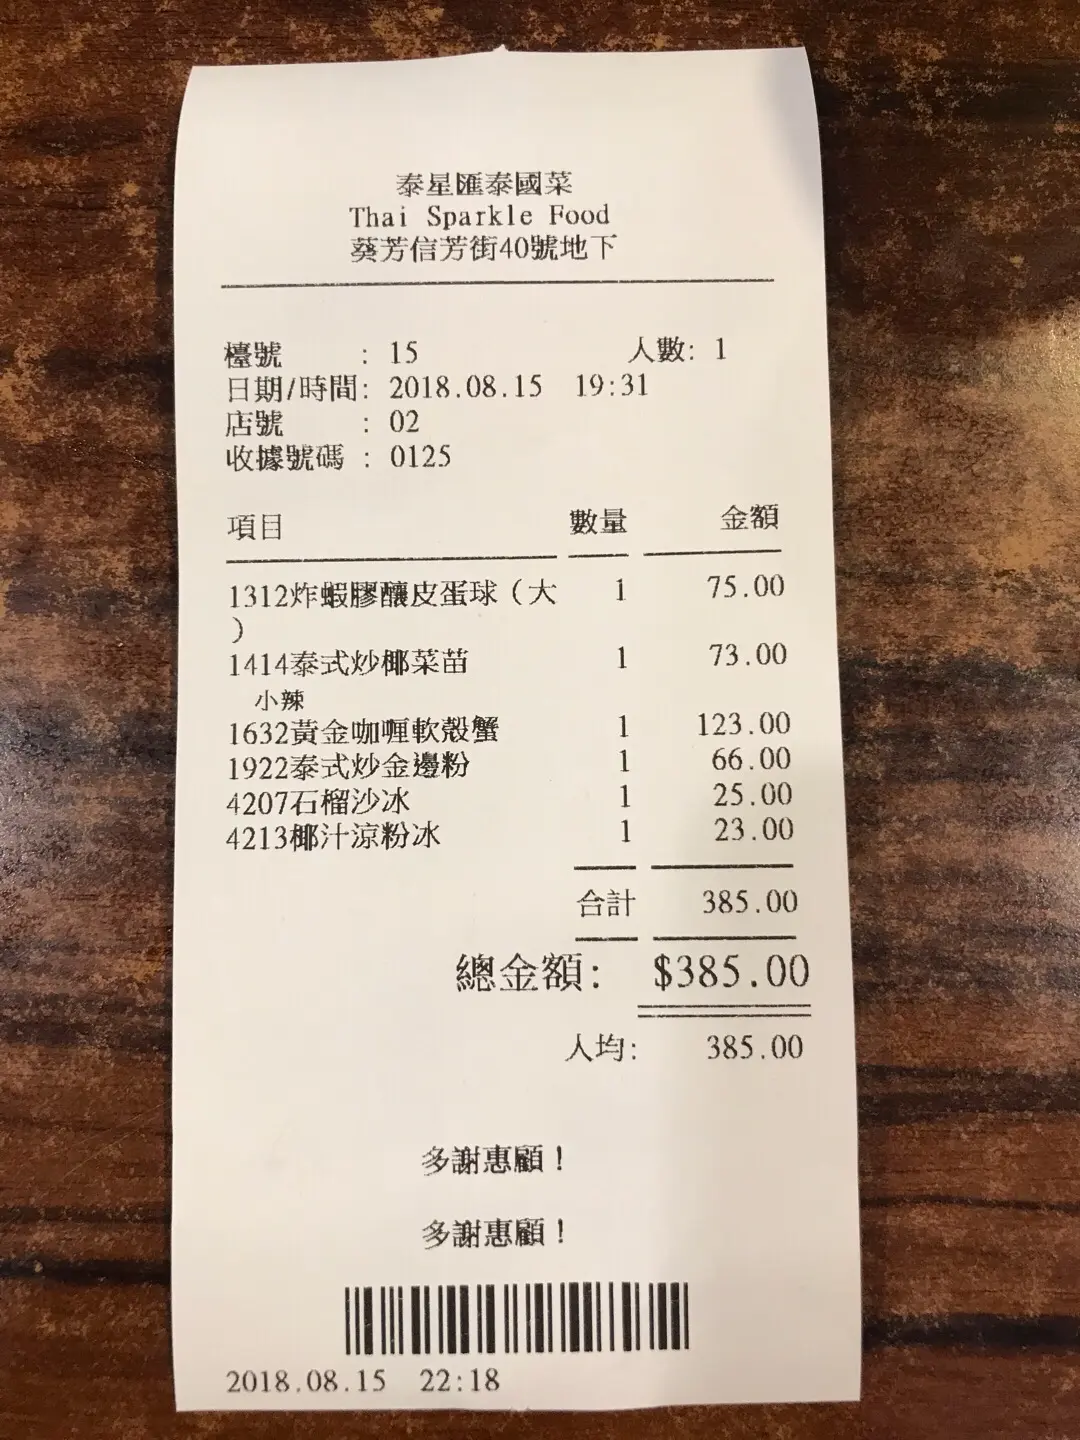 泰星匯泰國菜
Thai Sparkle Food
葵芳信芳街40號地下
檯號 : 15 人數: 1
日期/時間: 2018.08.15 19:31
店號 : 02
收據號碼 : 0125
項目 數量 金額
1312炸蝦膠釀皮蛋球（大 1 75.00
）
1414泰式炒椰菜苗 1 73.00
小辣
1632黃金咖喱軟殼蟹 1 123.00
1922泰式炒金邊粉 1 66.00
4207石榴沙冰 1 25.00
4213椰汁涼粉冰 1 23.00
合計 385.00
總金額: $385.00
人均: 385.00
多謝惠顧！
多謝惠顧！
2018.08.15 22:18